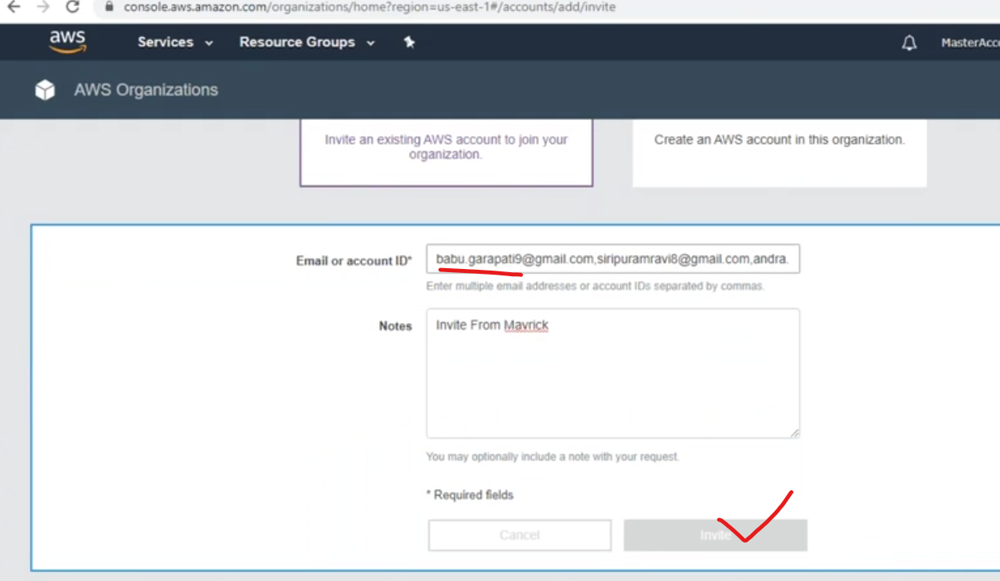 console.aws.amazon.com/organizations/home?region=us-east-1#/accounts/add/invite
aws Services Resource Groups MasterAcc
AWS Organizations
Invite an existing AWS account to join your
organization.
Create an AWS account in this organization.
Email or account ID* babu.garapati9@gmail.com,siripuramravi8@gmail.com,andra.
Enter multiple email addresses or account IDs separated by commas.
Notes Invite From Mavrick
You may optionally include a note with your request.
* Required fields
Cancel Invite